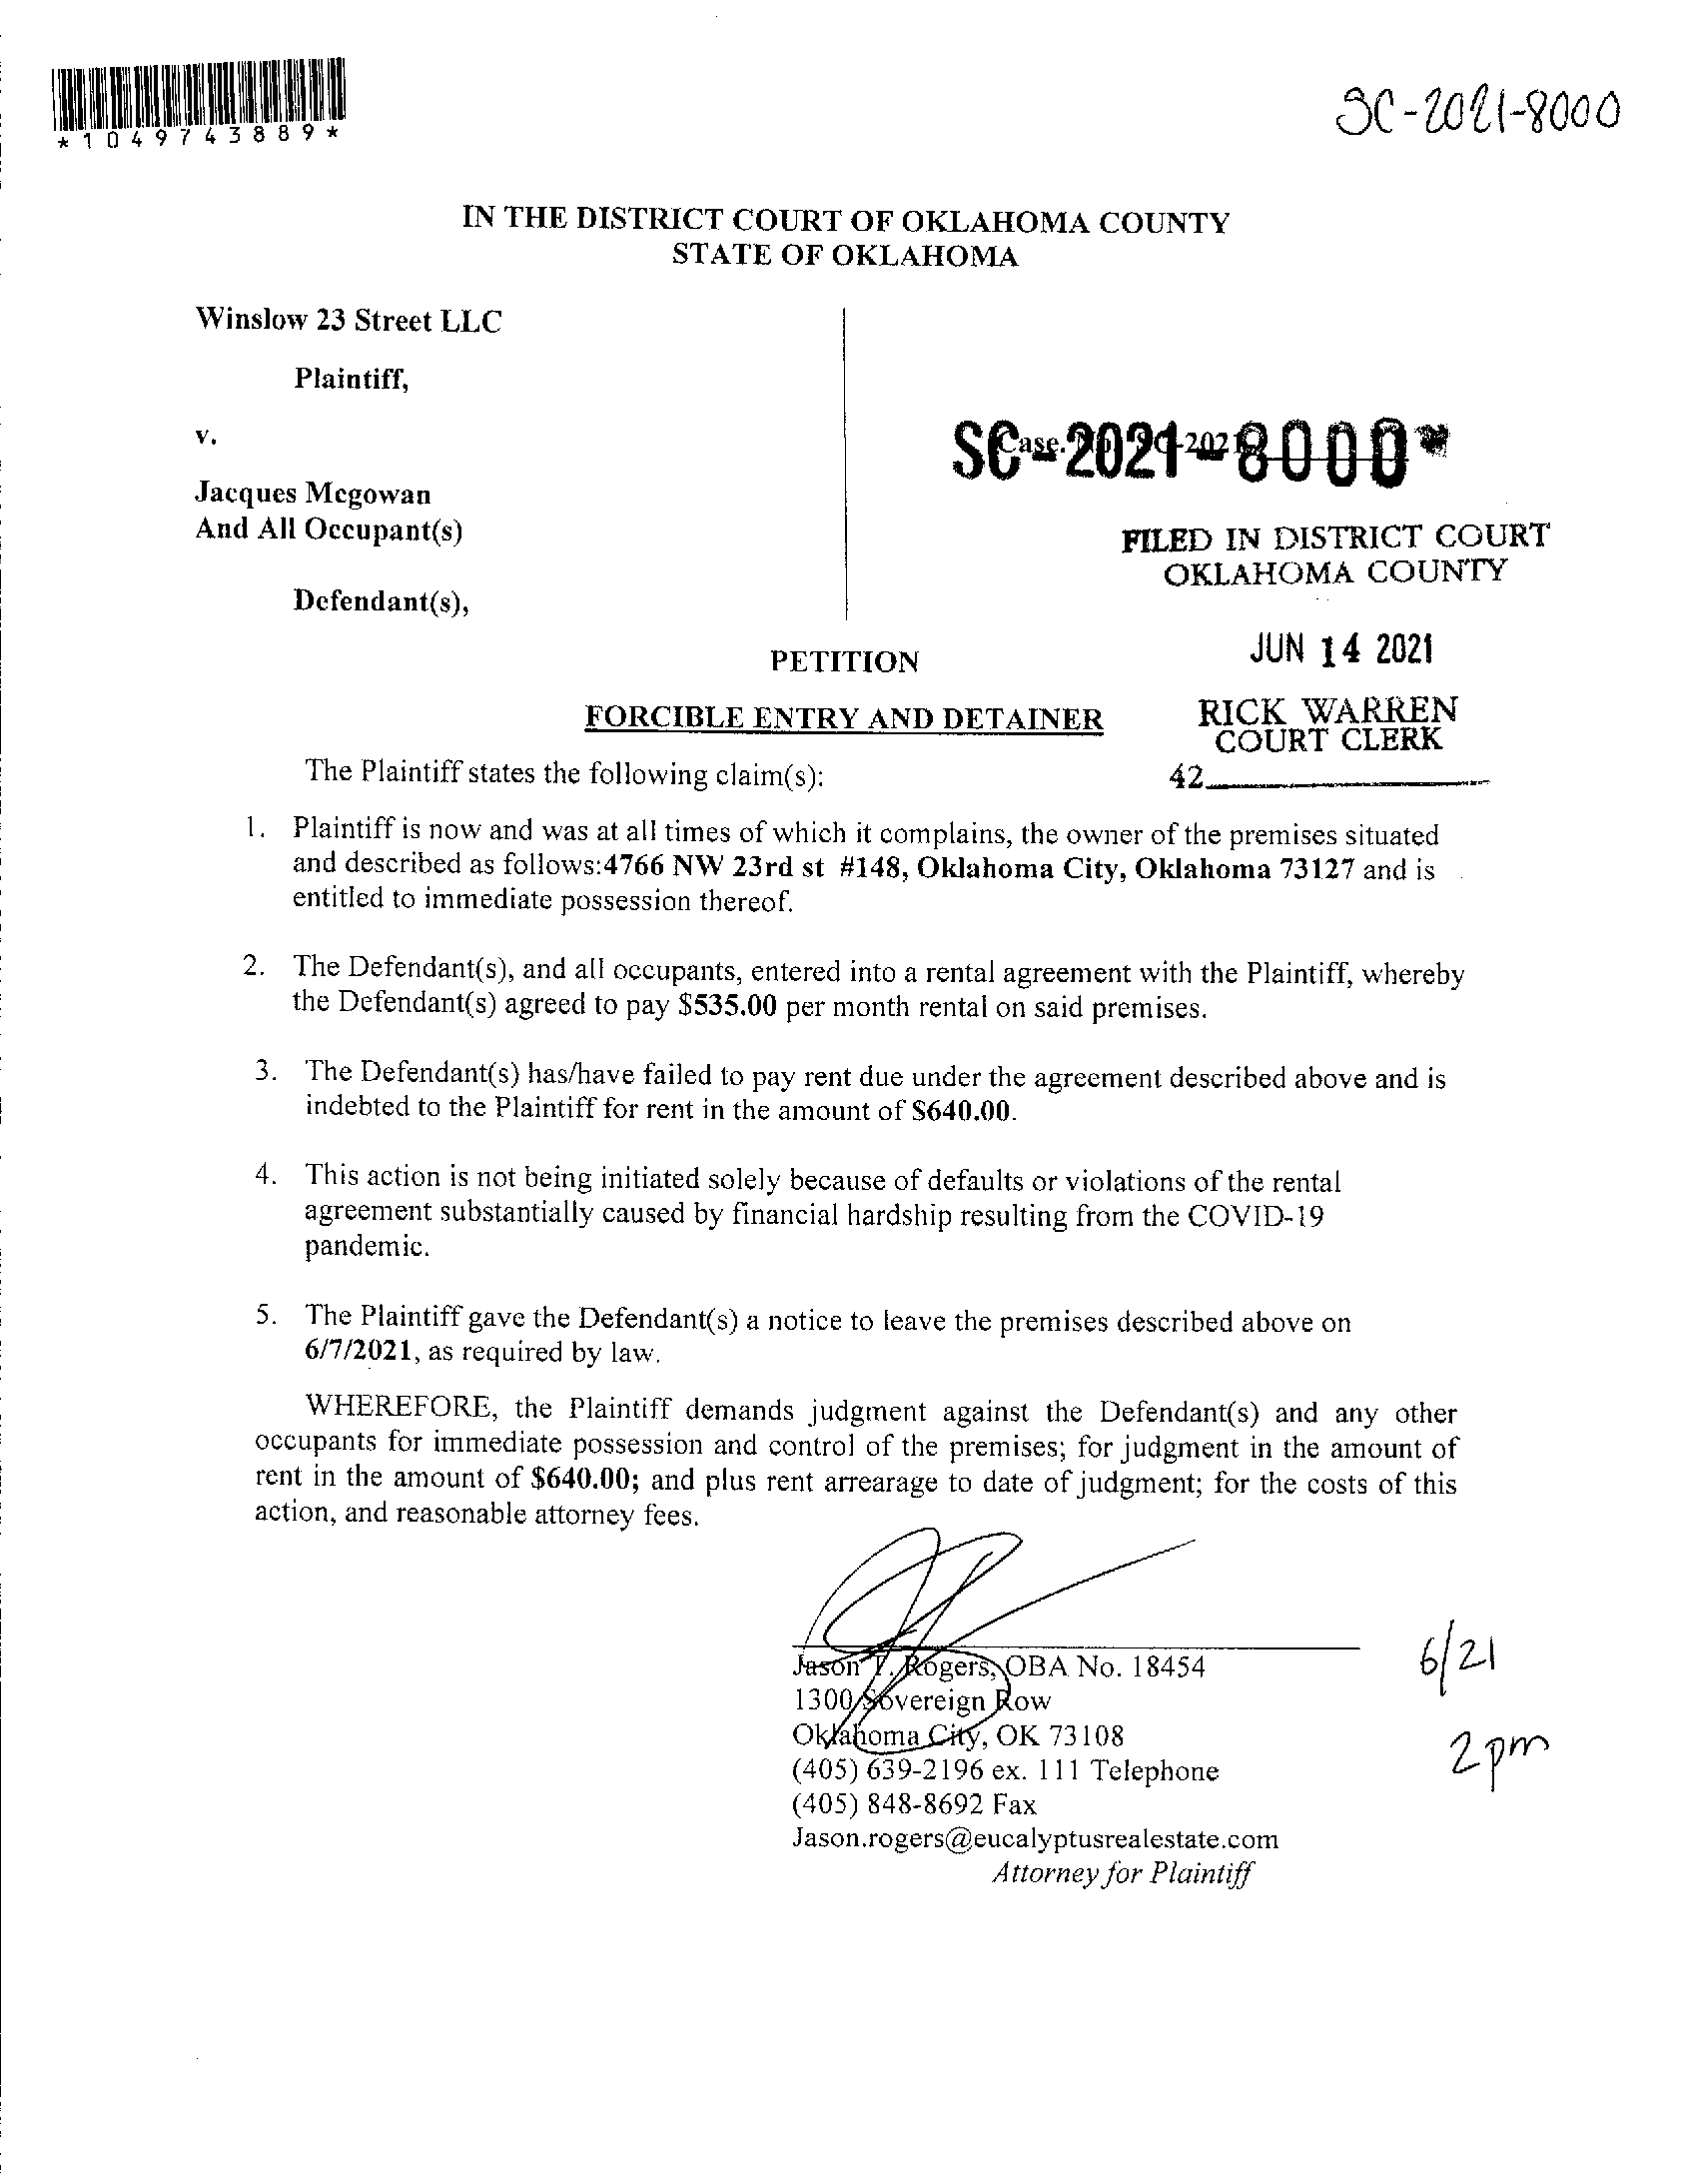 *1049743889*
SC-2021-8000
IN THE DISTRICT COURT OF OKLAHOMA COUNTY
STATE OF OKLAHOMA
Winslow 23 Street LLC
Plaintiff,
v.
Jacques Mcgowan
And All Occupant(s)
Defendant(s),
SC-2021-8000
FILED IN DISTRICT COURT
OKLAHOMA COUNTY
JUN 14 2021
RICK WARREN
COURT CLERK
42
PETITION
FORCIBLE ENTRY AND DETAINER
The Plaintiff states the following claim(s):
1. Plaintiff is now and was at all times of which it complains, the owner of the premises situated
and described as follows:4766 NW 23rd st #148, Oklahoma City, Oklahoma 73127 and is
entitled to immediate possession thereof.
2. The Defendant(s), and all occupants, entered into a rental agreement with the Plaintiff, whereby
the Defendant(s) agreed to pay $535.00 per month rental on said premises.
3. The Defendant(s) has/have failed to pay rent due under the agreement described above and is
indebted to the Plaintiff for rent in the amount of $640.00.
4. This action is not being initiated solely because of defaults or violations of the rental
agreement substantially caused by financial hardship resulting from the COVID-19
pandemic.
5. The Plaintiff gave the Defendant(s) a notice to leave the premises described above on
6/7/2021, as required by law.
WHEREFORE, the Plaintiff demands judgment against the Defendant(s) and any other
occupants for immediate possession and control of the premises; for judgment in the amount of
rent in the amount of $640.00; and plus rent arrearage to date of judgment; for the costs of this
action, and reasonable attorney fees.
Jason Rogers, OBA No. 18454
1300 Sovereign Row
Oklahoma City, OK 73108
(405) 639-2196 ex. 111 Telephone
(405) 848-8692 Fax
Jason.rogers@eucalyptusrealestate.com
Attorney for Plaintiff
6/21
2pm